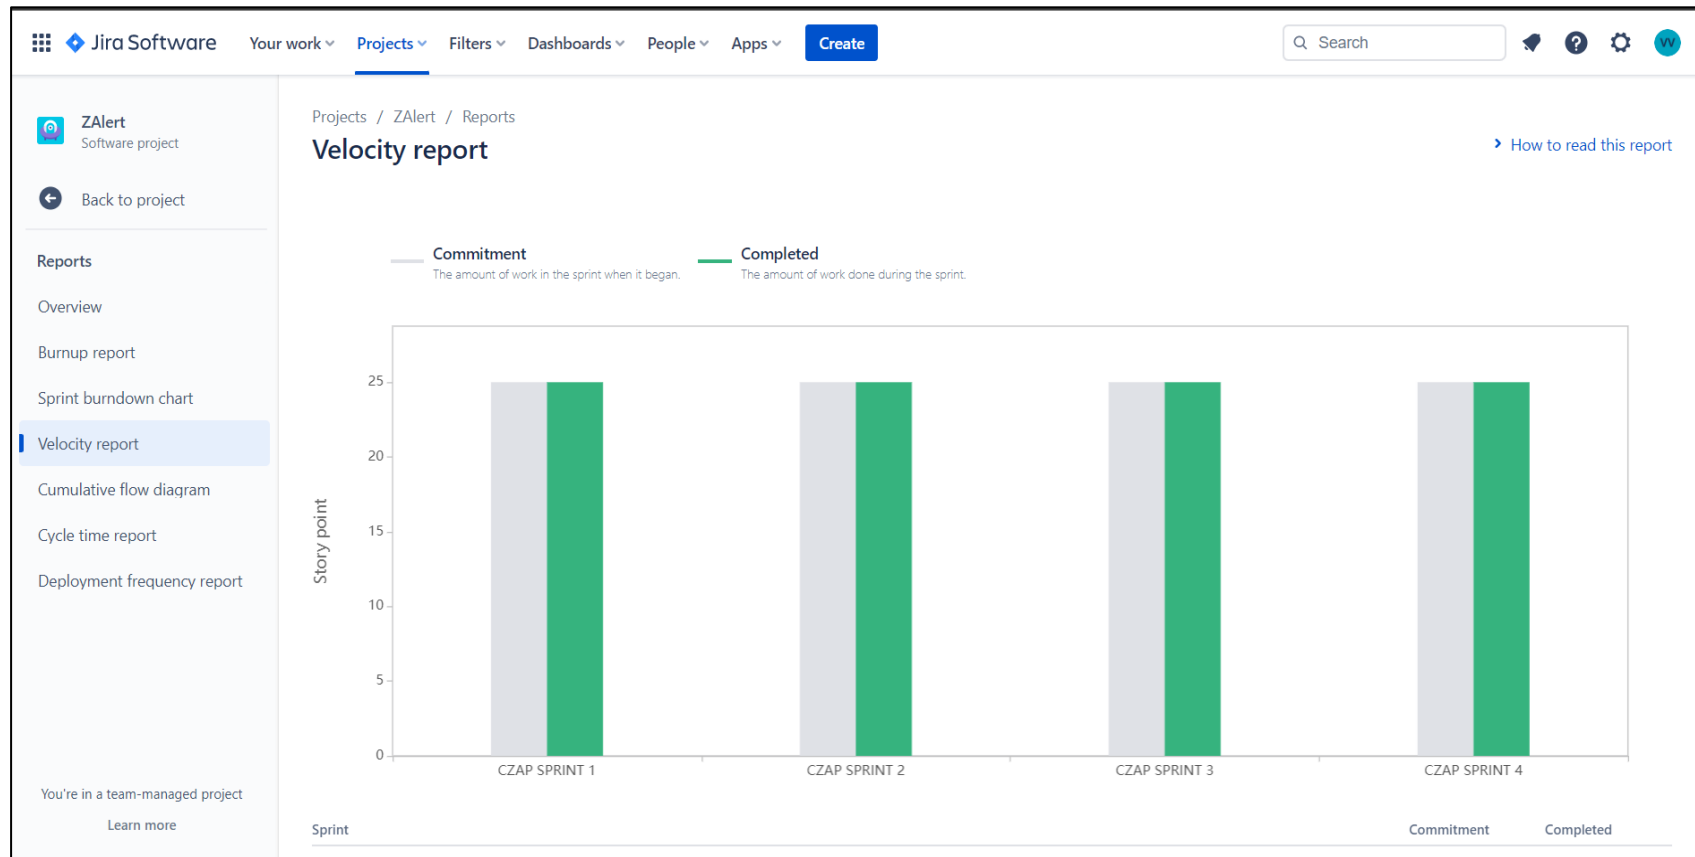 Jira Software Your work Projects Filters Dashboards People Apps Create Search VV
ZAlert
Software project
Back to project
Reports
Overview
Burnup report
Sprint burndown chart
Velocity report
Cumulative flow diagram
Cycle time report
Deployment frequency report
You're in a team-managed project
Learn more
Projects / ZAlert / Reports
Velocity report
How to read this report
Commitment
The amount of work in the sprint when it began.
Completed
The amount of work done during the sprint.
Story point
25
20
15
10
5
0
CZAP SPRINT 1 CZAP SPRINT 2 CZAP SPRINT 3 CZAP SPRINT 4
Sprint Commitment Completed